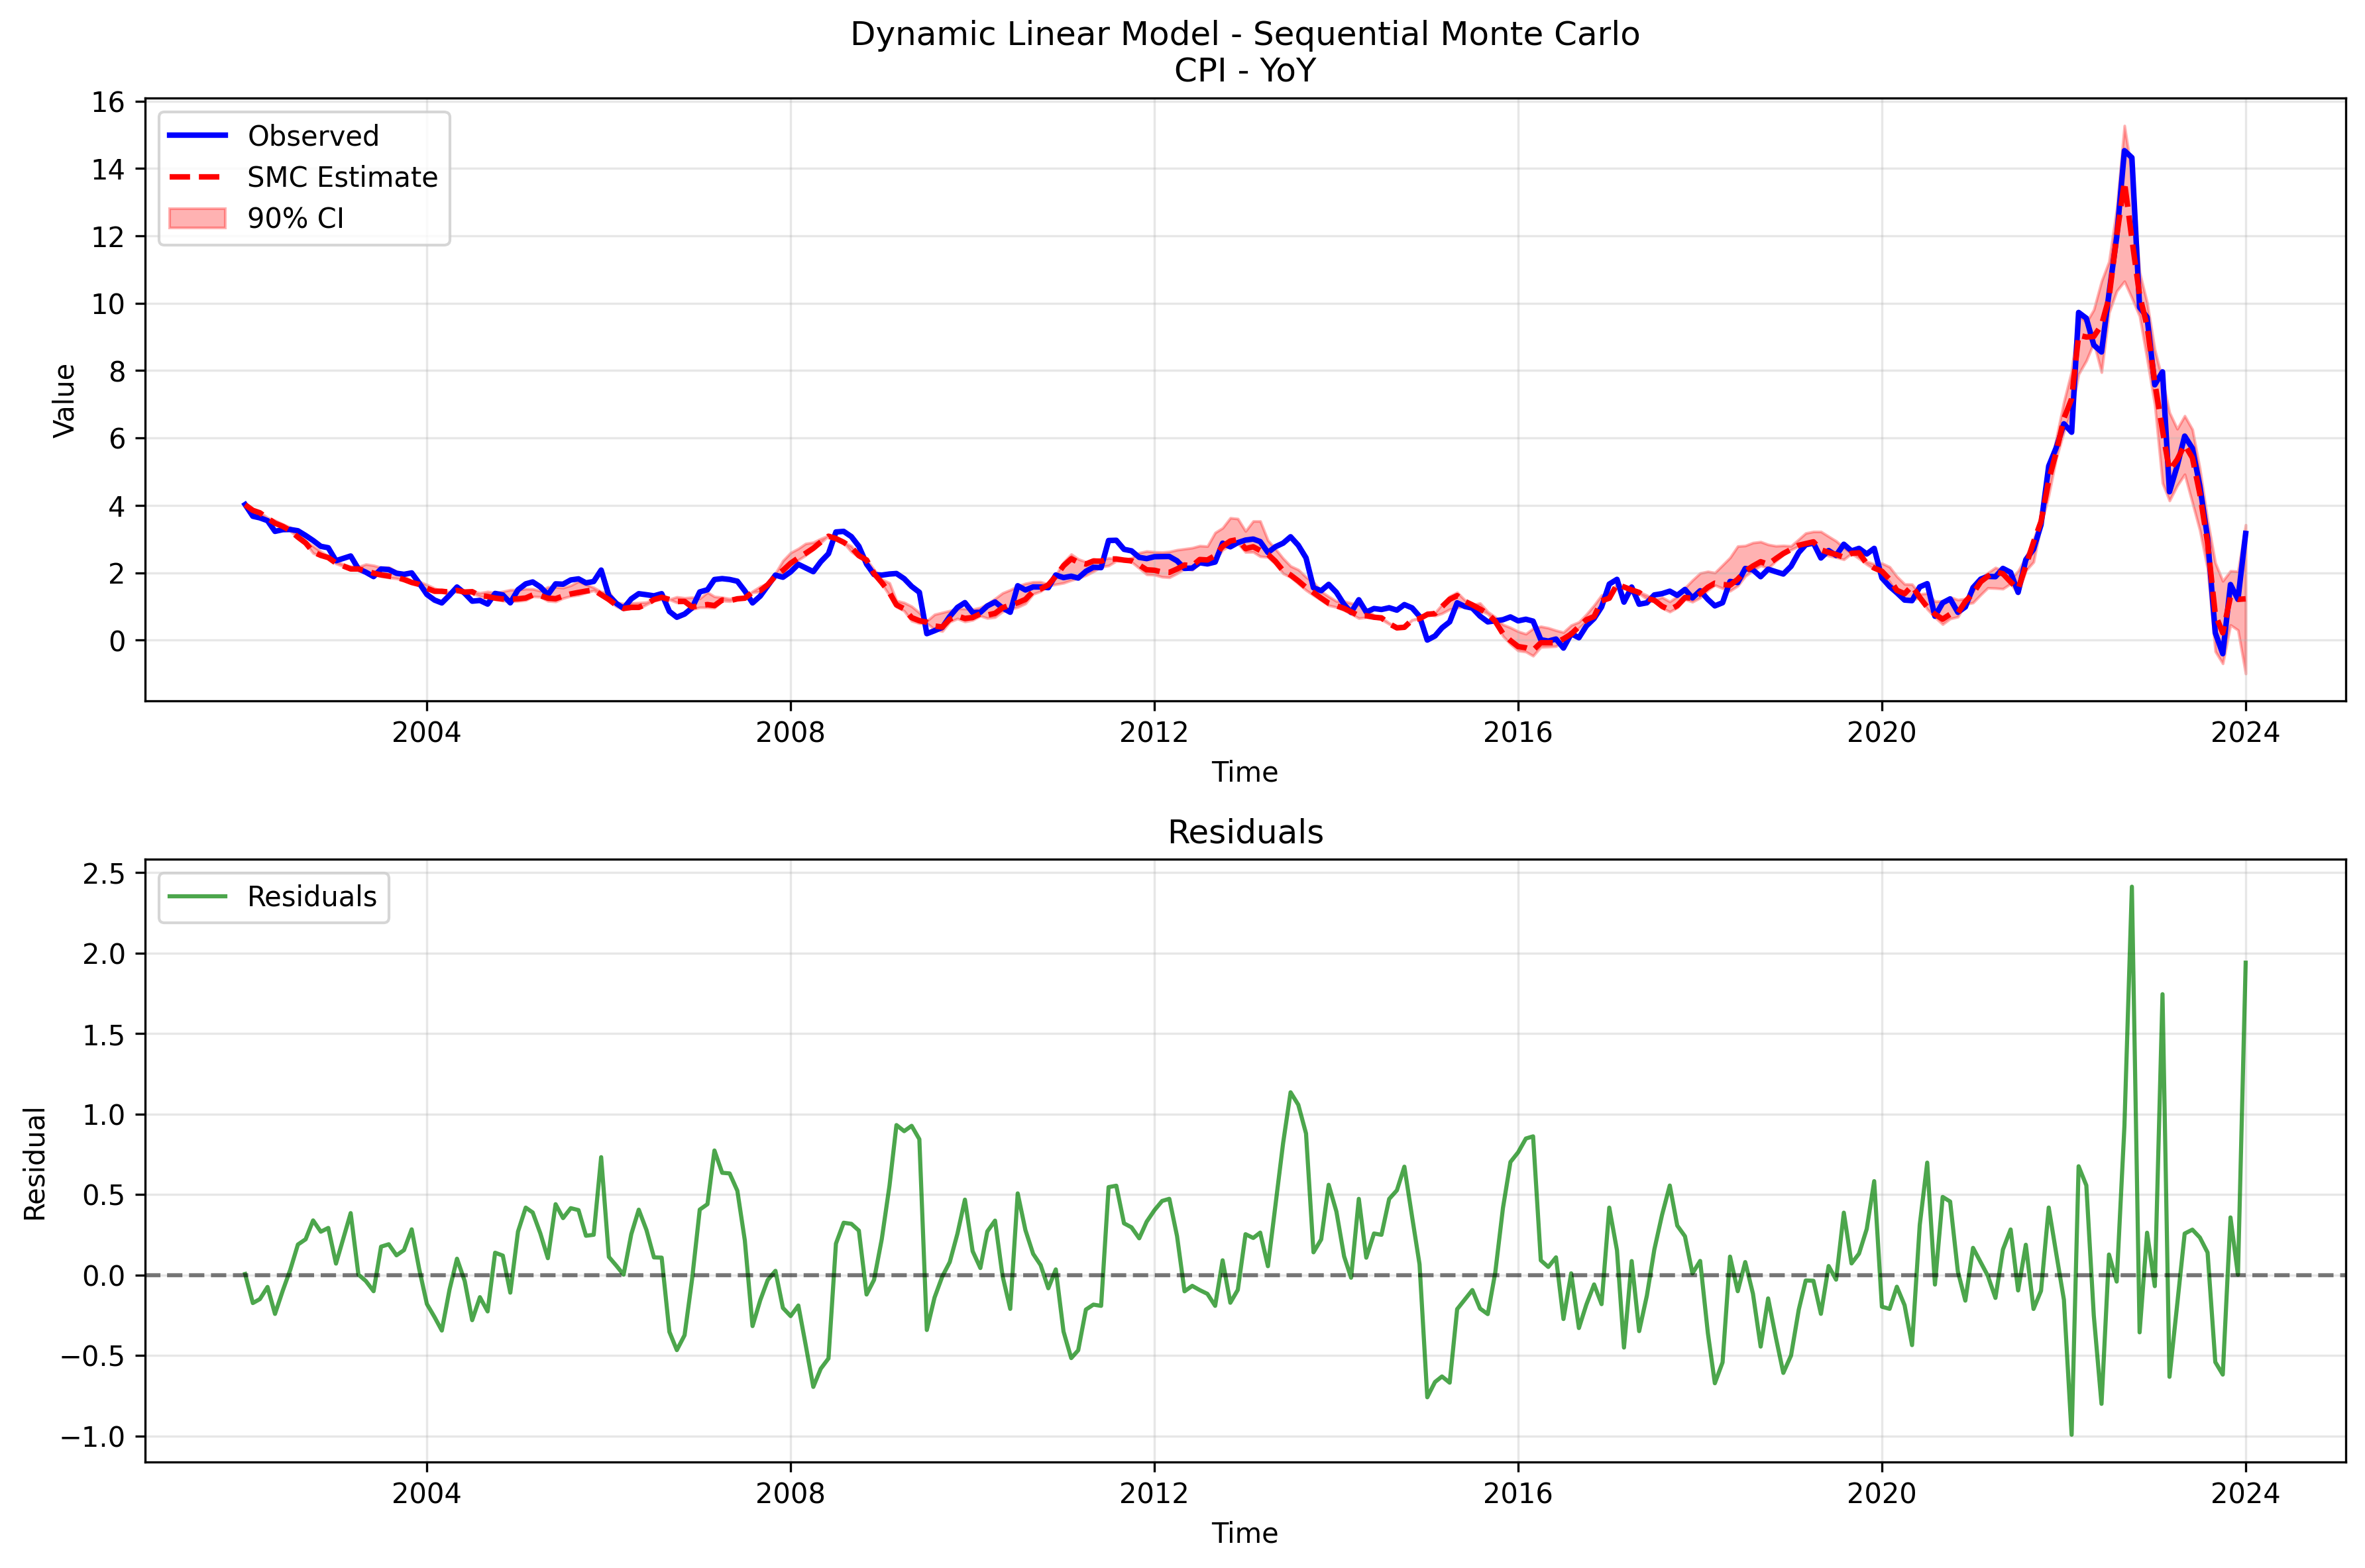 Dynamic Linear Model - Sequential Monte Carlo
CPI - YoY
16
14
12
10
8
6
4
2
0
Value
Observed
SMC Estimate
90% CI
2004
2008
2012
2016
2020
2024
Time
Residuals
2.5
2.0
1.5
1.0
0.5
0.0
−0.5
−1.0
Residual
Residuals
2004
2008
2012
2016
2020
2024
Time